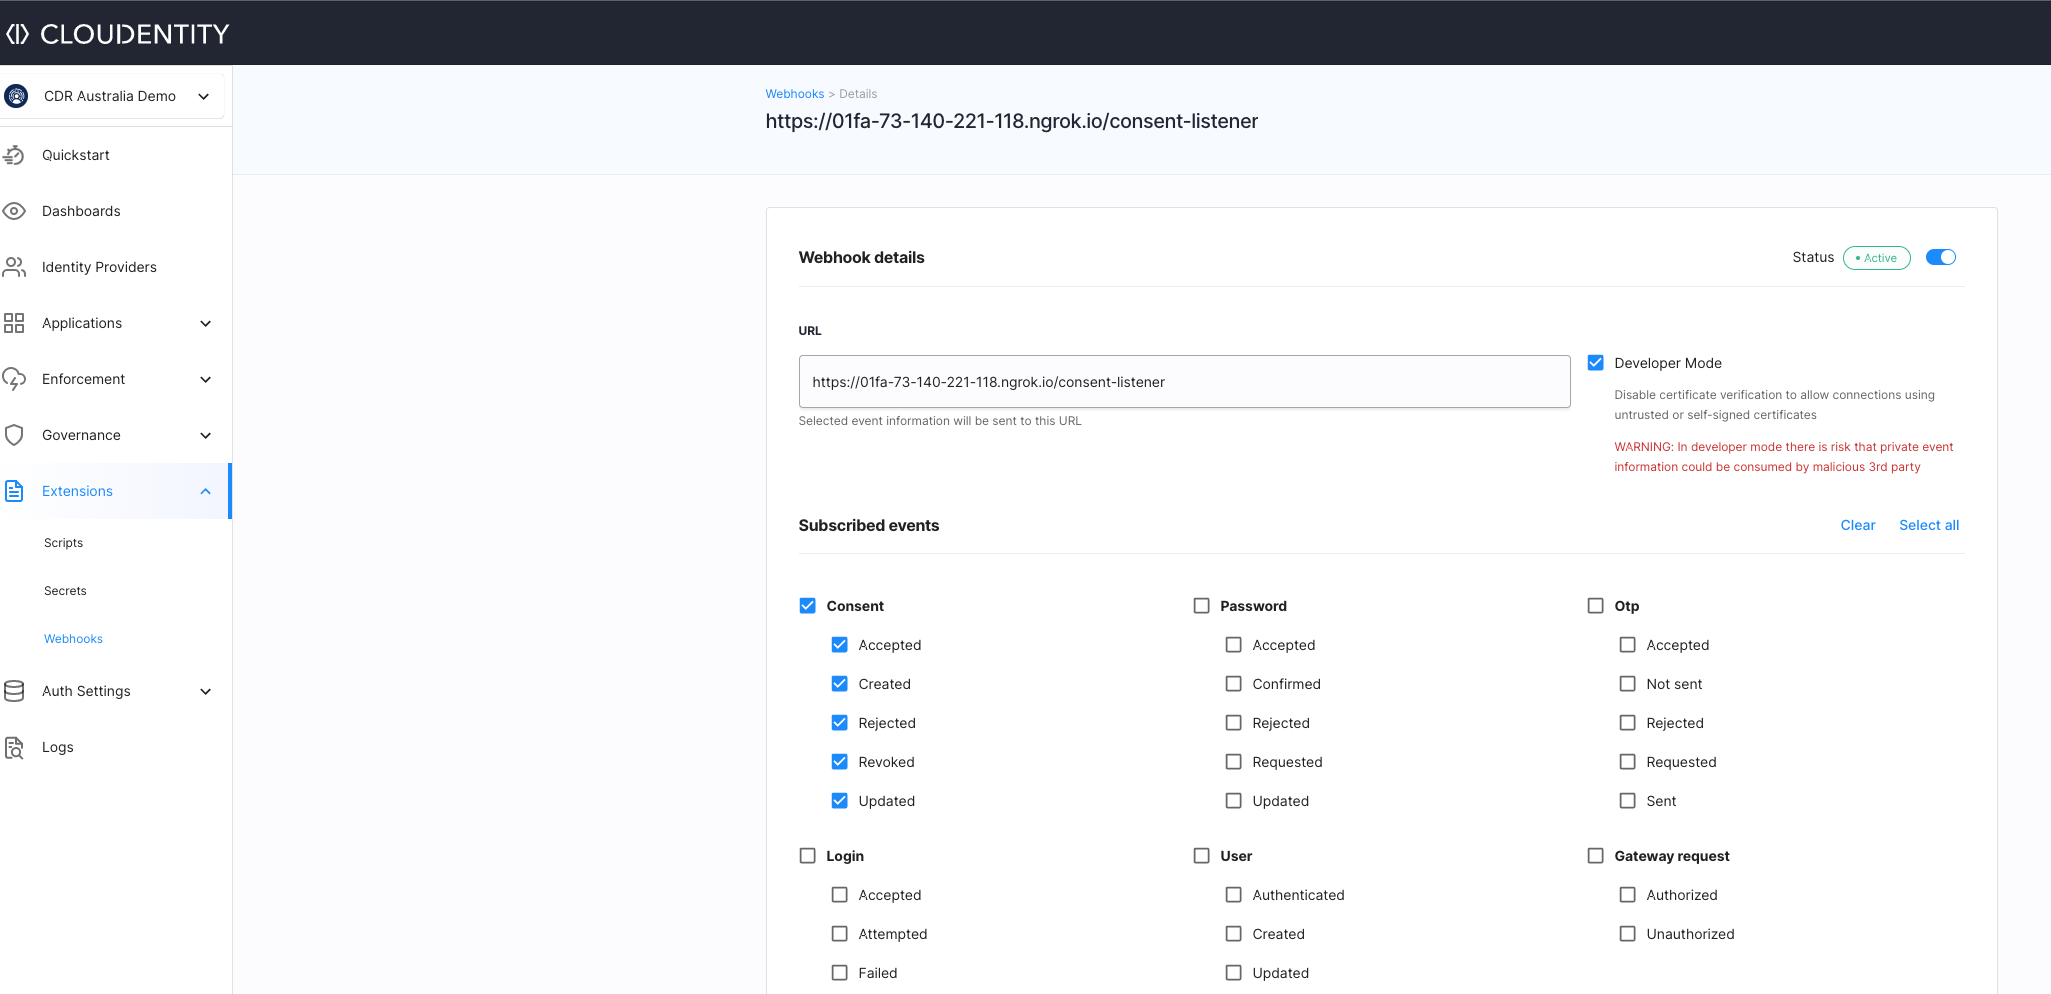 CLOUDENTITY
CDR Australia Demo
Quickstart
Dashboards
Identity Providers
Applications
Enforcement
Governance
Extensions
Scripts
Secrets
Webhooks
Auth Settings
Logs
Webhooks > Details
https://01fa-73-140-221-118.ngrok.io/consent-listener
Webhook details
Status
• Active
URL
https://01fa-73-140-221-118.ngrok.io/consent-listener
Selected event information will be sent to this URL
Developer Mode
Disable certificate verification to allow connections using
untrusted or self-signed certificates
WARNING: In developer mode there is risk that private event
information could be consumed by malicious 3rd party
Subscribed events
Clear
Select all
Consent
Accepted
Created
Rejected
Revoked
Updated
Password
Accepted
Confirmed
Rejected
Requested
Updated
Otp
Accepted
Not sent
Rejected
Requested
Sent
Login
Accepted
Attempted
Failed
User
Authenticated
Created
Updated
Gateway request
Authorized
Unauthorized